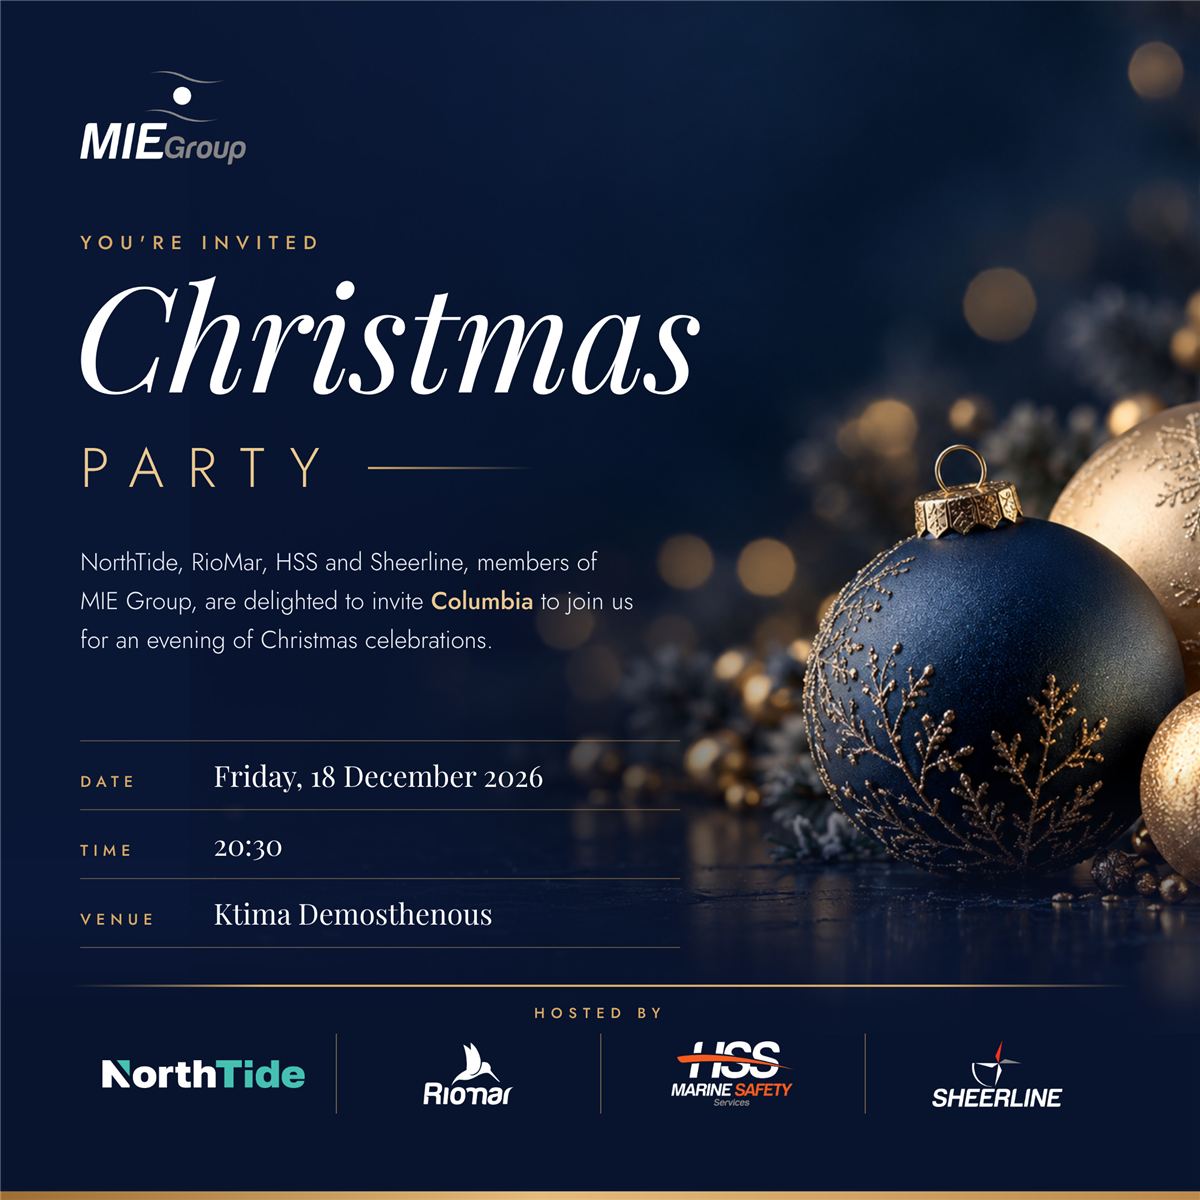 MIE Group
YOU'RE INVITED
Christmas
PARTY
NorthTide, RioMar, HSS and Sheerline, members of
MIE Group, are delighted to invite Columbia to join us
for an evening of Christmas celebrations.
DATE Friday, 18 December 2026
TIME 20:30
VENUE Ktima Demosthenous
HOSTED BY
NorthTide
Riomar
HSS
MARINE SAFETY
Services
SHEERLINE